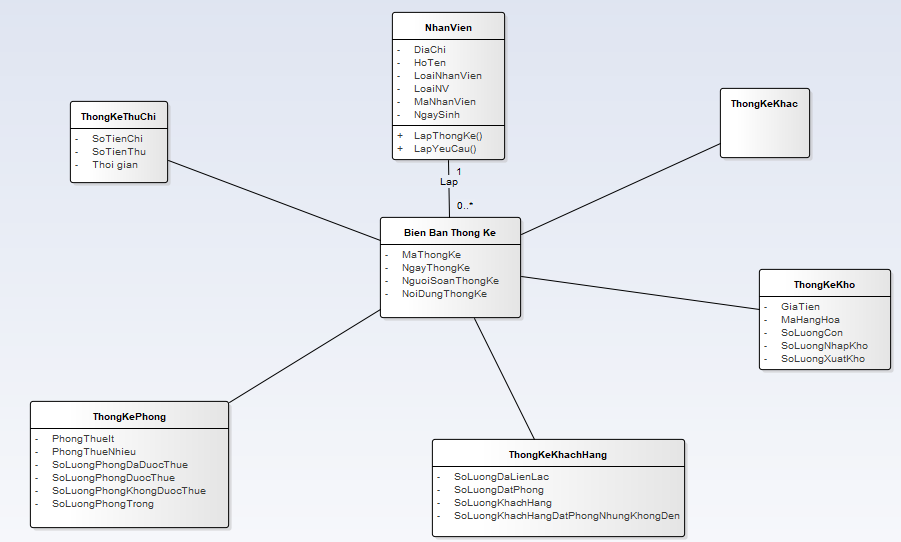 NhanVien
- DiaChi
- HoTen
- LoaiNhanVien
- LoaiNV
- MaNhanVien
- NgaySinh
+ LapThongKe()
+ LapYeuCau()
ThongKeThuChi
- SoTienChi
- SoTienThu
- Thoi gian
ThongKeKhac
1
Lap
0..*
Bien Ban Thong Ke
- MaThongKe
- NgayThongKe
- NguoiSoanThongKe
- NoiDungThongKe
ThongKeKho
- GiaTien
- MaHangHoa
- SoLuongCon
- SoLuongNhapKho
- SoLuongXuatKho
ThongKePhong
- PhongThueIt
- PhongThueNhieu
- SoLuongPhongDaDuocThue
- SoLuongPhongDuocThue
- SoLuongPhongKhongDuocThue
- SoLuongPhongTrong
ThongKeKhachHang
- SoLuongDaLienLac
- SoLuongDatPhong
- SoLuongKhachHang
- SoLuongKhachHangDatPhongNhungKhongDen